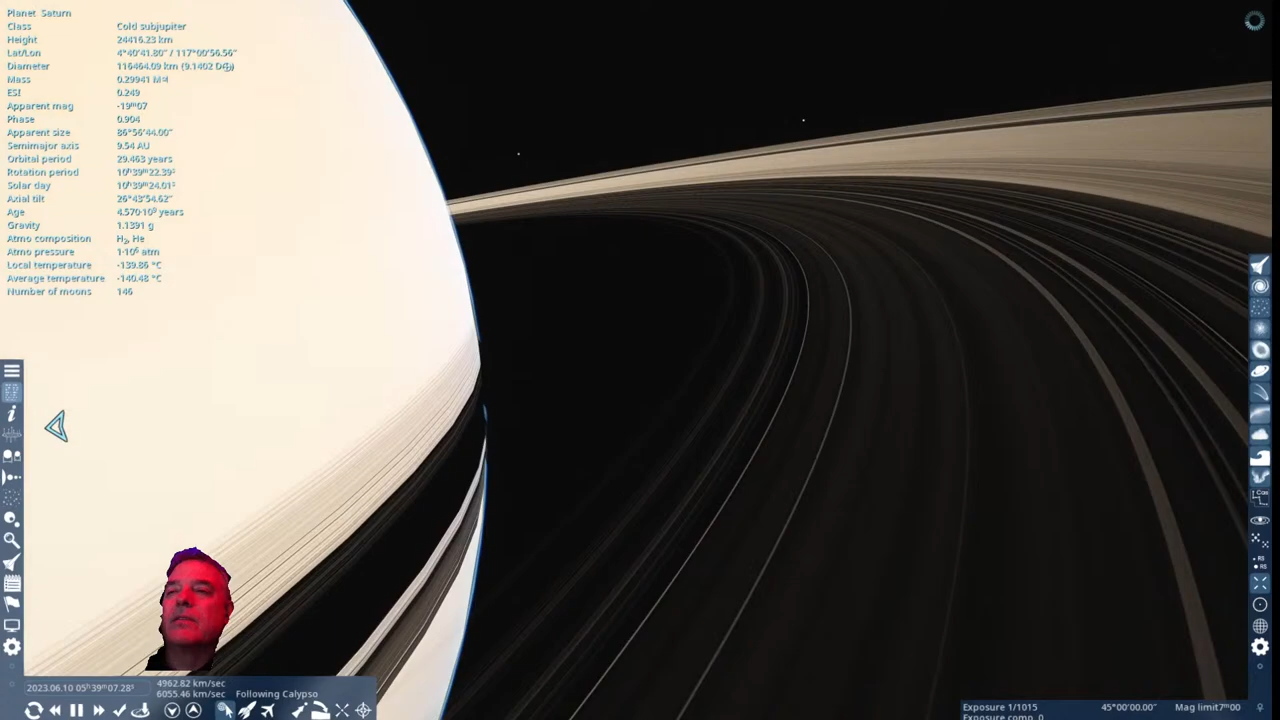 Planet Saturn
Class Cold subjupiter
Height 24416.23 km
Lat/Lon 4°40'41.80" / 117°00'56.56"
Diameter 116464.09 km (9.1402 D⊕)
Mass 0.29941 M♃
ESI 0.249
Apparent mag -19ᵐ07
Phase 0.904
Apparent size 86°56'44.00"
Semimajor axis 9.54 AU
Orbital period 29.463 years
Rotation period 10ʰ39ᵐ22.39ˢ
Solar day 10ʰ39ᵐ24.01ˢ
Axial tilt 26°43'54.62"
Age 4.570·10⁹ years
Gravity 1.1391 g
Atmo composition H₂, He
Atmo pressure 1·10⁶ atm
Local temperature -139.86 °C
Average temperature -140.48 °C
Number of moons 146
2023.06.10 05ʰ39ᵐ07.28ˢ
4962.82 km/sec
6055.46 km/sec Following Calypso
Exposure 1/1015 45°00'00.00" Mag limit 7ᵐ00
Exposure comp 0